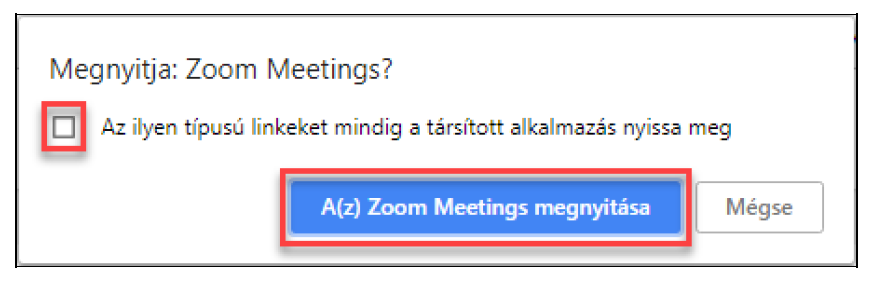 Megnyitja: Zoom Meetings?
Az ilyen típusú linkeket mindig a társított alkalmazás nyissa meg
A(z) Zoom Meetings megnyitása
Mégse